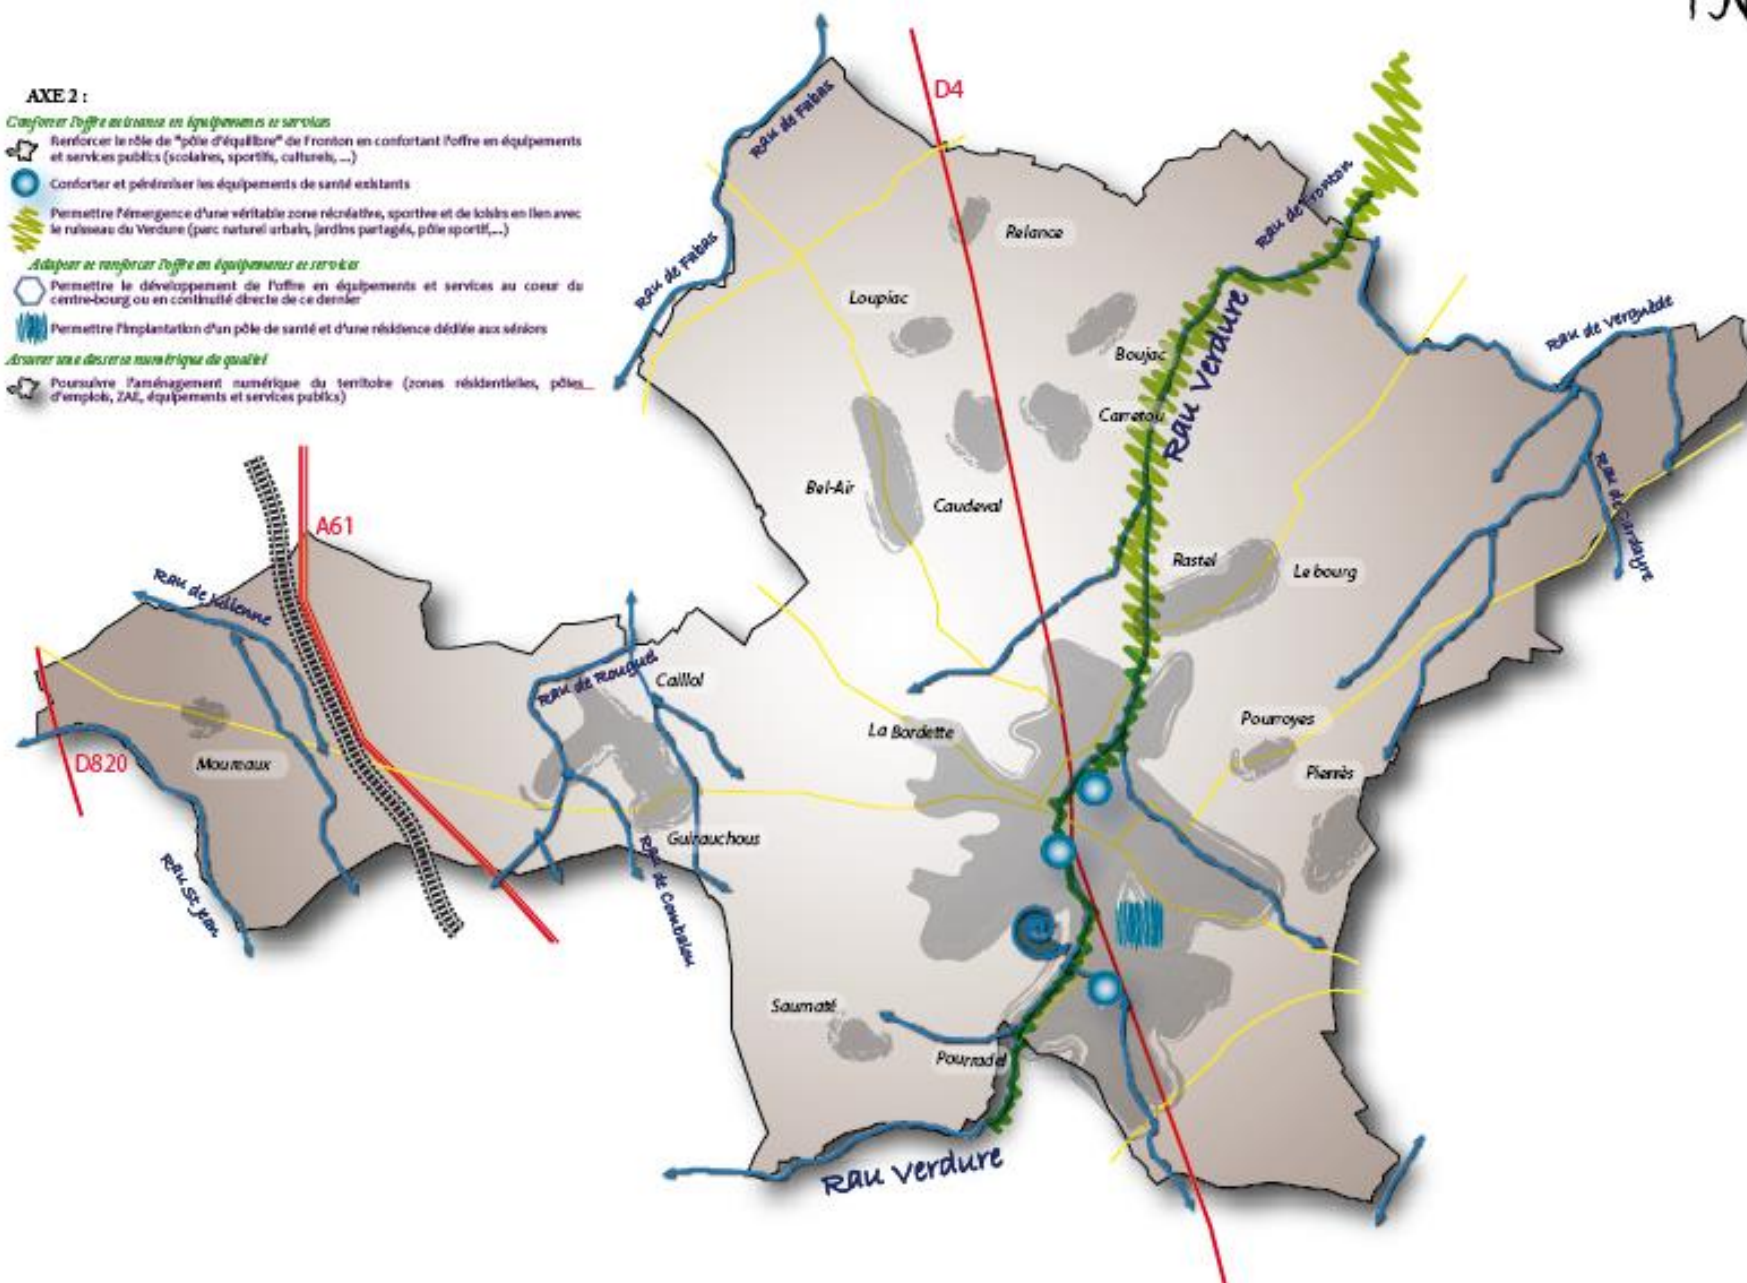 AXE 2 :
Conforter l'offre existance en équipements et services
Renforcer le rôle de "pôle d'équilibre" de Fronton en confortant l'offre en équipements
et services publics (scolaires, sportifs, culturels, ...)
Conforter et pérénniser les équipements de santé existants
Permettre l'émergence d'une véritable zone récréative, sportive et de loisirs en lien avec
le ruisseau du Verdure (parc naturel urbain, jardins partagés, pôle sportif,...)
Adapter et renforcer l'offre en équipements et services
Permettre le développement de l'offre en équipements et services au coeur du
centre-bourg ou en continuité directe de ce dernier
Permettre l'implantation d'un pôle de santé et d'une résidence dédiée aux séniors
Assurer une desserte numérique de qualité
Poursuivre l'aménagement numérique du territoire (zones résidentielles, pôles
d'emplois, ZAE, équipements et services publics)
N
D4
Rau de Fabas
Rau de Fronton
Relance
Rau de Fabas
Loupiac
Rau de Verguède
Boujac
Rau Verdure
Carretou
Bel-Air
Caudeval
Rau de Cardayre
A61
Rastel
Le bourg
Rau de Julienne
Rau de Rouguel
Caillol
La Bordette
Pourroyes
D820
Moureaux
Pierrès
Guirauchous
Rau St Jean
Rau de Combalou
@
Saumaté
Pourradel
Rau Verdure